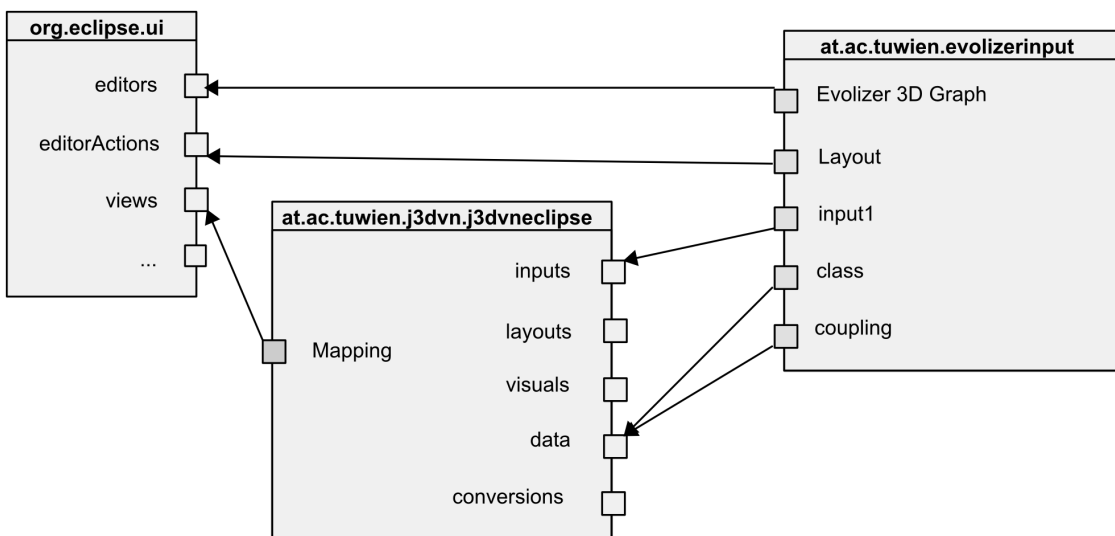 org.eclipse.ui
editors
editorActions
views
...
at.ac.tuwien.j3dvn.j3dvneclipse
inputs
layouts
Mapping
visuals
data
conversions
at.ac.tuwien.evolizerinput
Evolizer 3D Graph
Layout
input1
class
coupling